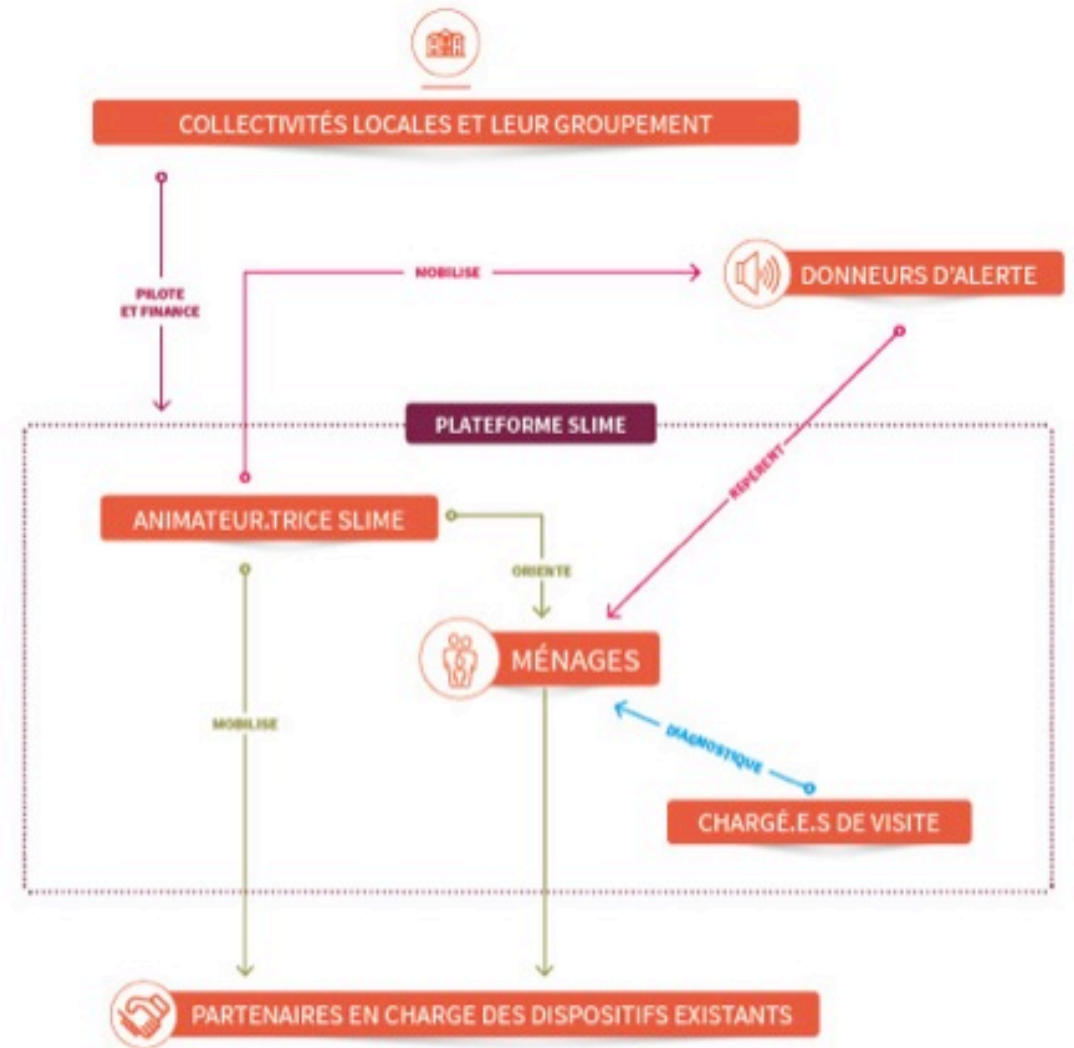 COLLECTIVITÉS LOCALES ET LEUR GROUPEMENT
PILOTE
ET FINANCE
MOBILISE
DONNEURS D'ALERTE
PLATEFORME SLIME
REPÈRENT
ANIMATEUR.TRICE SLIME
ORIENTE
MÉNAGES
MOBILISE
DIAGNOSTIQUE
CHARGÉ.E.S DE VISITE
PARTENAIRES EN CHARGE DES DISPOSITIFS EXISTANTS